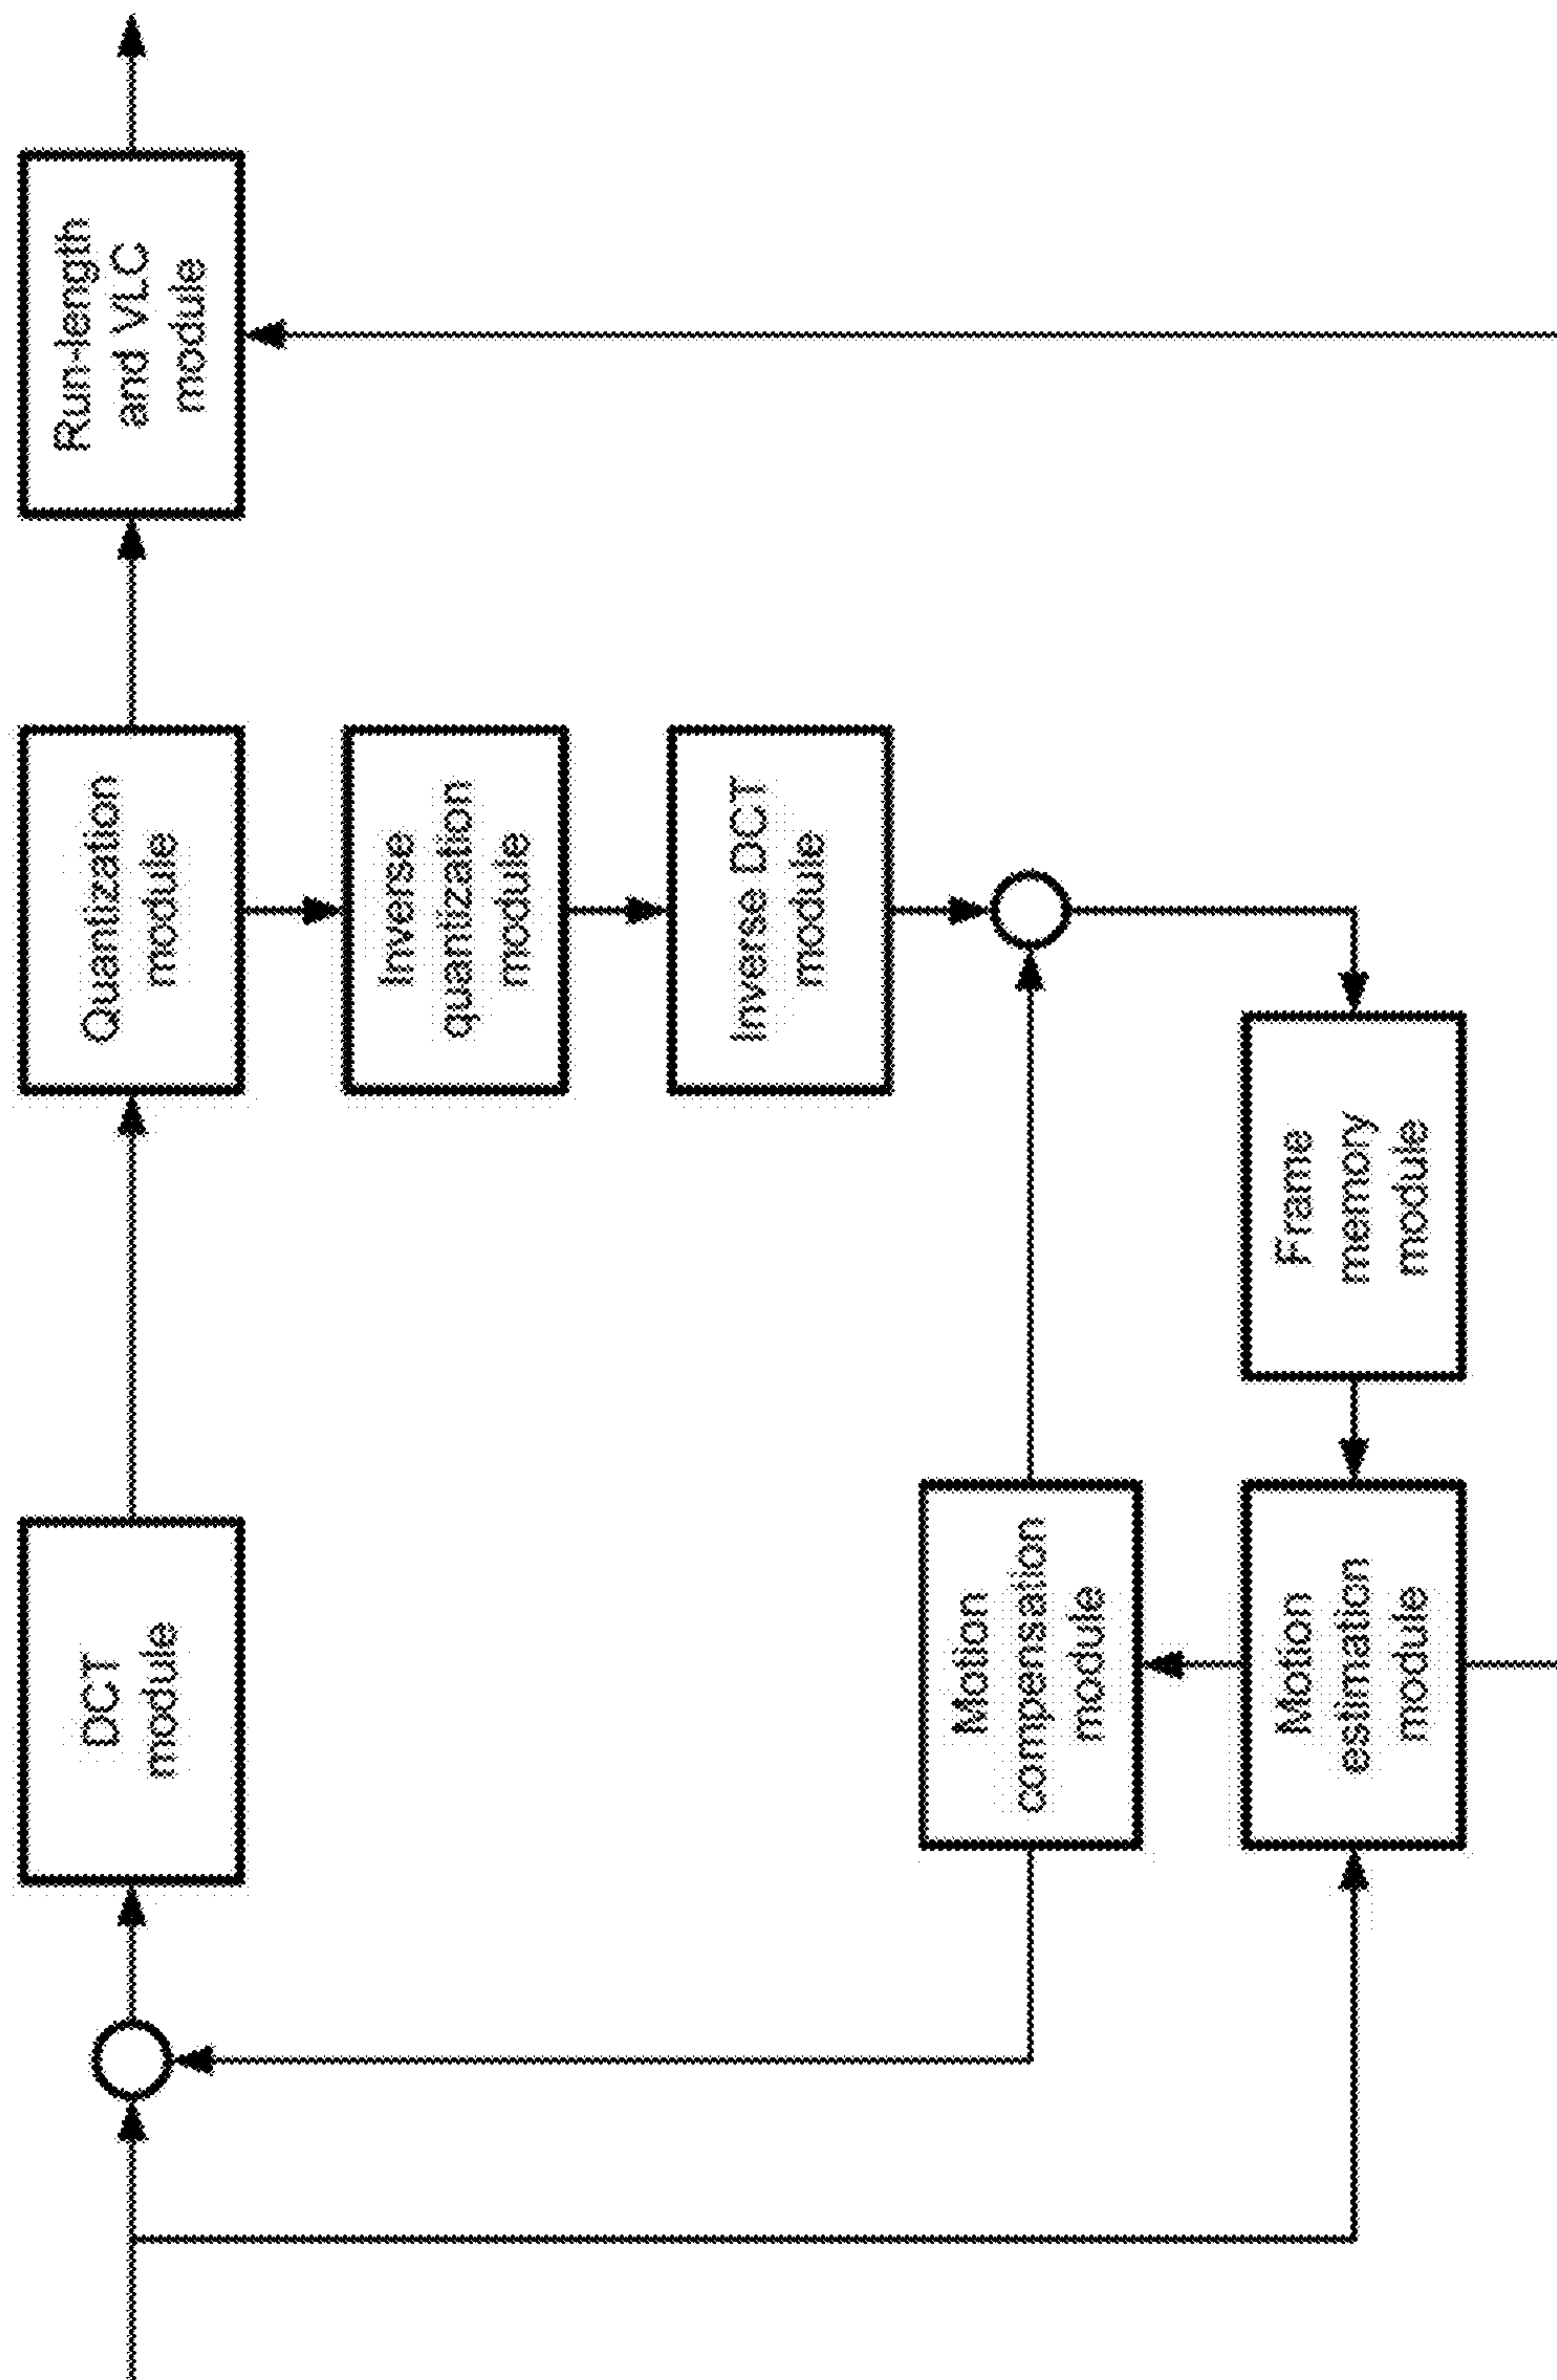 DCT
module
Quantization
module
Run-length
and VLC
module
Inverse
quantization
module
Inverse DCT
module
Motion
compensation
module
Motion
estimation
module
Frame
memory
module